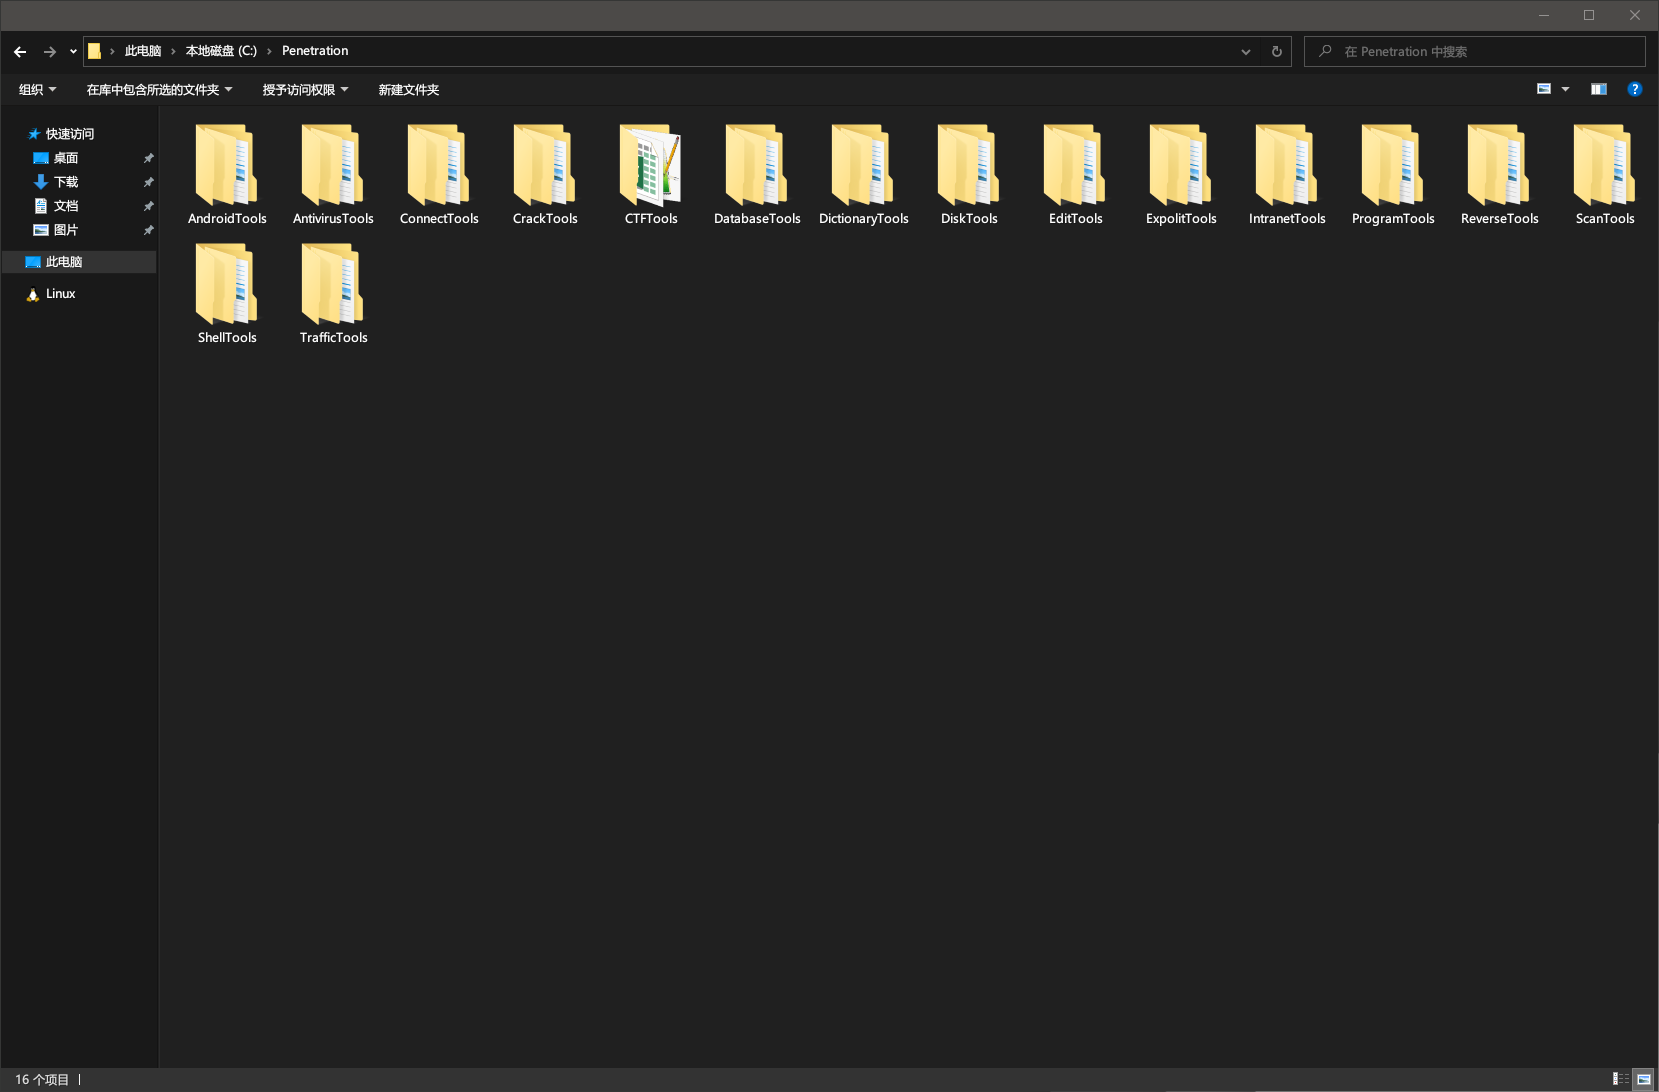 此电脑 本地磁盘 (C:) Penetration 在 Penetration 中搜索
组织 在库中包含所选的文件夹 授予访问权限 新建文件夹
快速访问
桌面
下载
文档
图片
此电脑
Linux
AndroidTools AntivirusTools ConnectTools CrackTools CTFTools DatabaseTools DictionaryTools DiskTools EditTools ExpolitTools IntranetTools ProgramTools ReverseTools ScanTools
ShellTools TrafficTools
16 个项目